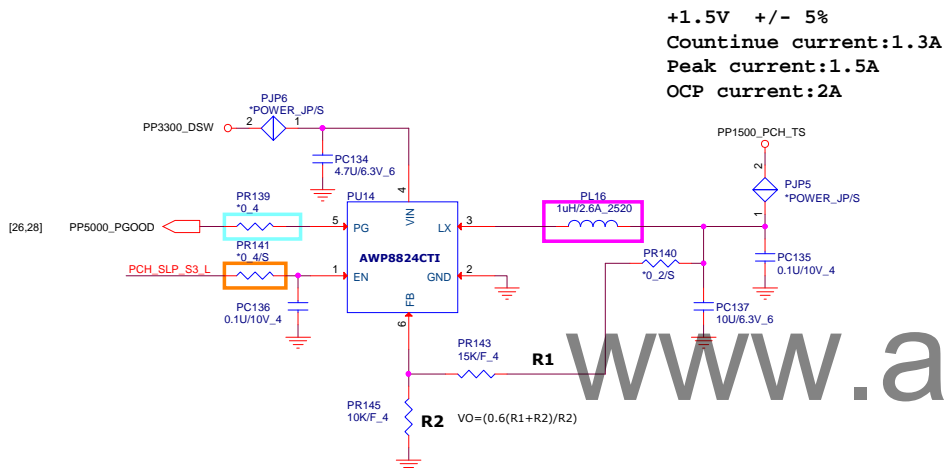 +1.5V +/- 5%
Countinue current:1.3A
Peak current:1.5A
OCP current:2A
PJP6
*POWER_JP/S
PP3300_DSW
2
1
PC134
4.7U/6.3V_6
PP1500_PCH_TS
2
PJP5
*POWER_JP/S
1
PR139
*0_4
PU14
4
VIN
PL16
1uH/2.6A_2520
[26,28]
PP5000_PGOOD
5
PG
LX
3
PR141
*0_4/S
AWP8824CTI
PR140
*0_2/S
PC135
0.1U/10V_4
PCH_SLP_S3_L
1
EN
GND
2
PC136
0.1U/10V_4
FB
6
PC137
10U/6.3V_6
PR143
15K/F_4
R1
www.a
PR145
10K/F_4
R2
VO=(0.6(R1+R2)/R2)